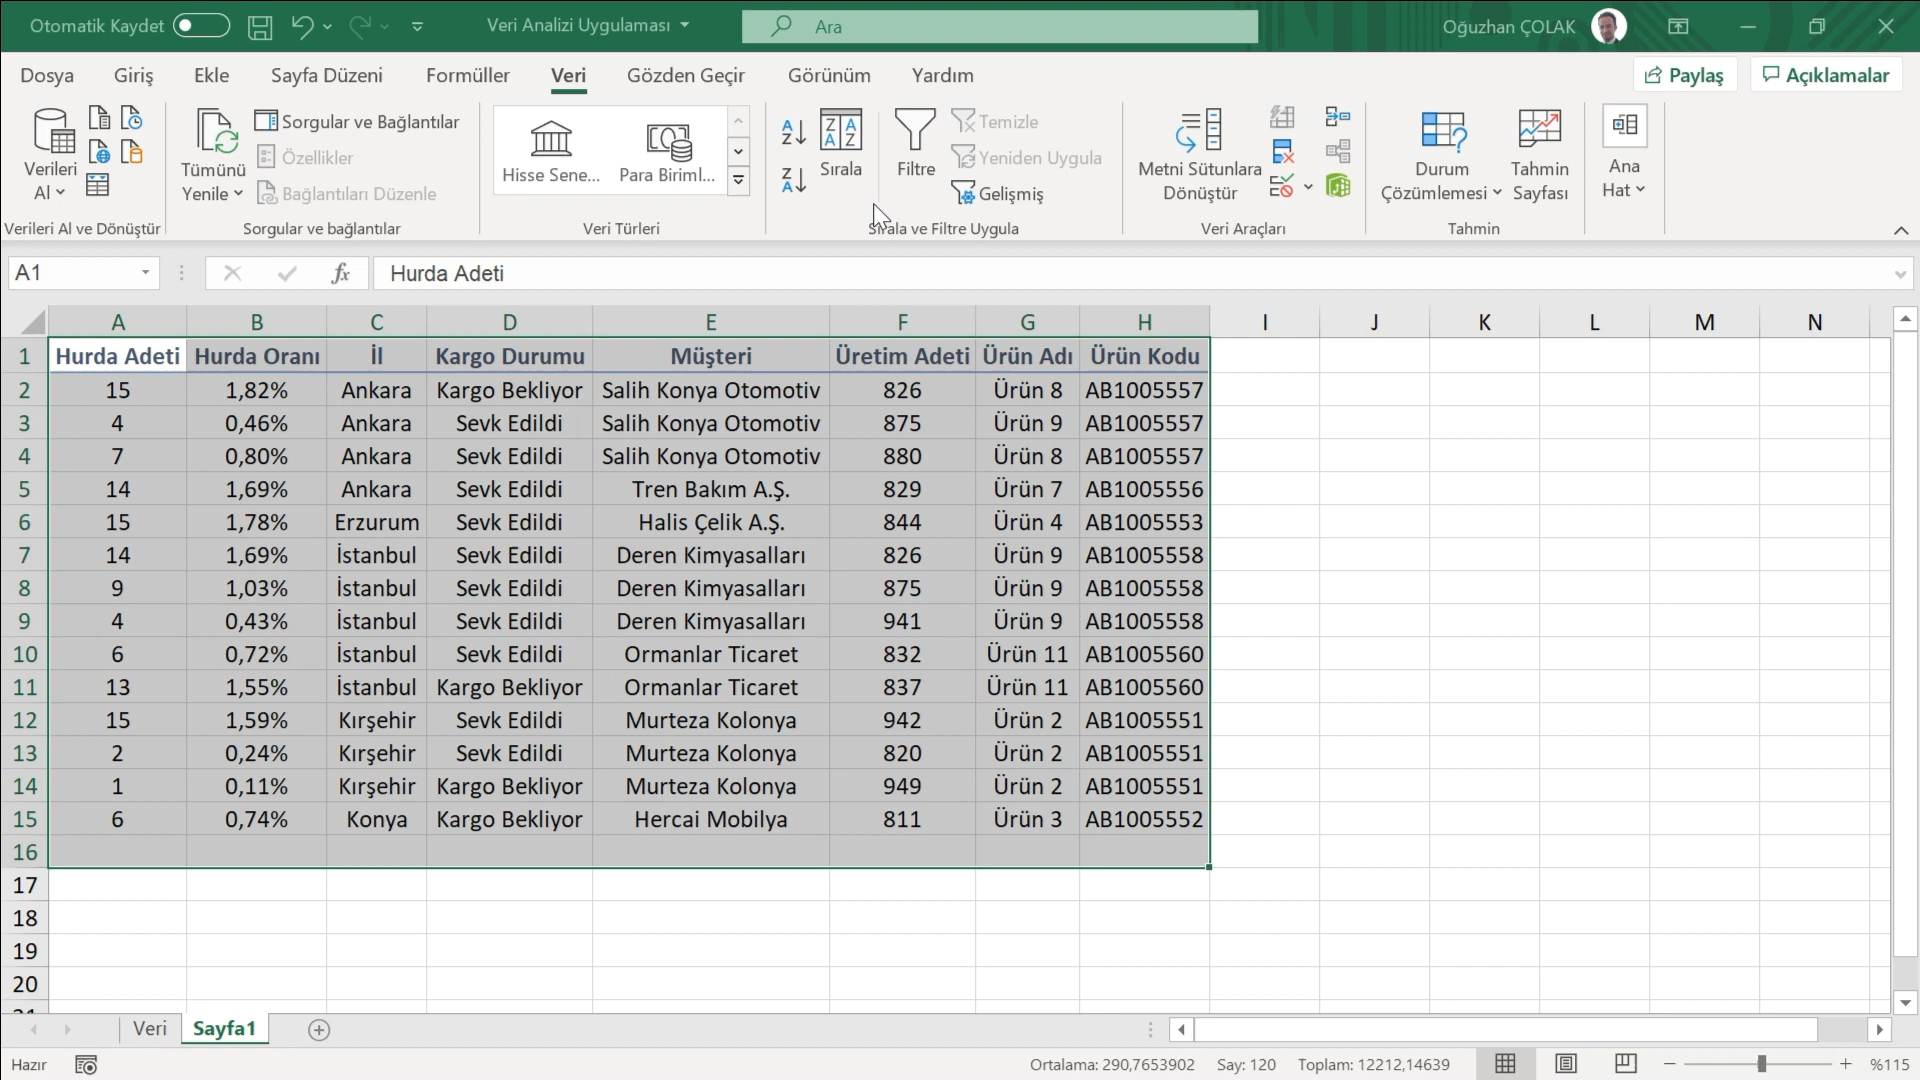 Otomatik Kaydet
Veri Analizi Uygulaması
Ara
Oğuzhan ÇOLAK
Dosya Giriş Ekle Sayfa Düzeni Formüller Veri Gözden Geçir Görünüm Yardım
Paylaş Açıklamalar
Verileri Al
Tümünü Yenile
Sorgular ve Bağlantılar
Özellikler
Bağlantıları Düzenle
Hisse Sene... Para Biriml...
Sırala
Filtre
Temizle
Yeniden Uygula
Gelişmiş
Metni Sütunlara Dönüştür
Durum Çözümlemesi
Tahmin Sayfası
Ana Hat
Verileri Al ve Dönüştür Sorgular ve bağlantılar Veri Türleri Sırala ve Filtre Uygula Veri Araçları Tahmin
A1 fx Hurda Adeti
A B C D E F G H I J K L M N
1 Hurda Adeti Hurda Oranı İl Kargo Durumu Müşteri Üretim Adeti Ürün Adı Ürün Kodu
2 15 1,82% Ankara Kargo Bekliyor Salih Konya Otomotiv 826 Ürün 8 AB1005557
3 4 0,46% Ankara Sevk Edildi Salih Konya Otomotiv 875 Ürün 9 AB1005557
4 7 0,80% Ankara Sevk Edildi Salih Konya Otomotiv 880 Ürün 8 AB1005557
5 14 1,69% Ankara Sevk Edildi Tren Bakım A.Ş. 829 Ürün 7 AB1005556
6 15 1,78% Erzurum Sevk Edildi Halis Çelik A.Ş. 844 Ürün 4 AB1005553
7 14 1,69% İstanbul Sevk Edildi Deren Kimyasalları 826 Ürün 9 AB1005558
8 9 1,03% İstanbul Sevk Edildi Deren Kimyasalları 875 Ürün 9 AB1005558
9 4 0,43% İstanbul Sevk Edildi Deren Kimyasalları 941 Ürün 9 AB1005558
10 6 0,72% İstanbul Sevk Edildi Ormanlar Ticaret 832 Ürün 11 AB1005560
11 13 1,55% İstanbul Kargo Bekliyor Ormanlar Ticaret 837 Ürün 11 AB1005560
12 15 1,59% Kırşehir Sevk Edildi Murteza Kolonya 942 Ürün 2 AB1005551
13 2 0,24% Kırşehir Sevk Edildi Murteza Kolonya 820 Ürün 2 AB1005551
14 1 0,11% Kırşehir Kargo Bekliyor Murteza Kolonya 949 Ürün 2 AB1005551
15 6 0,74% Konya Kargo Bekliyor Hercai Mobilya 811 Ürün 3 AB1005552
16
17
18
19
20
Veri Sayfa1
Hazır
Ortalama: 290,7653902 Say: 120 Toplam: 12212,14639
%115